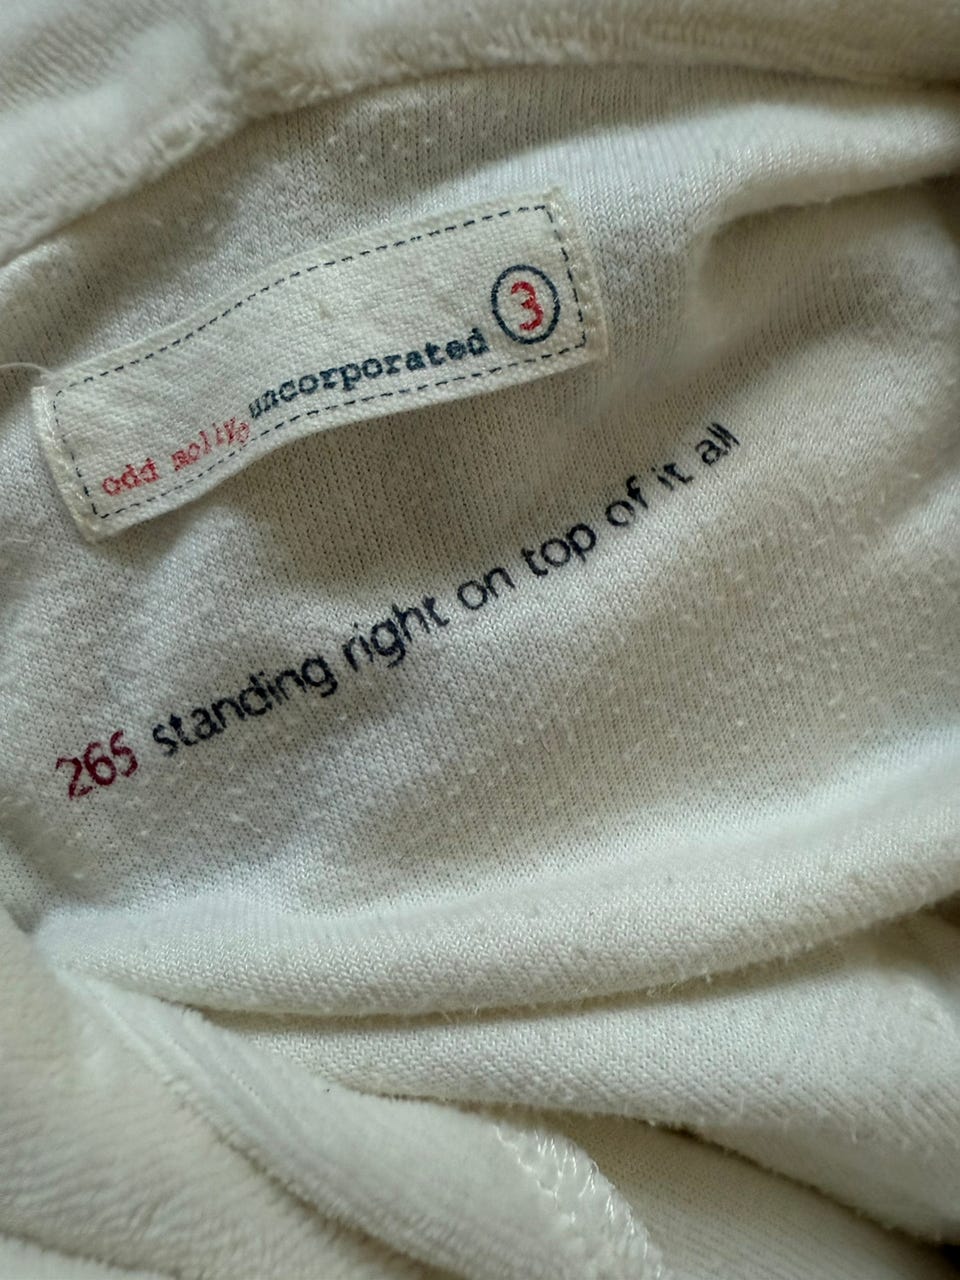 odd molly uncorporated 3
265 standing right on top of it all